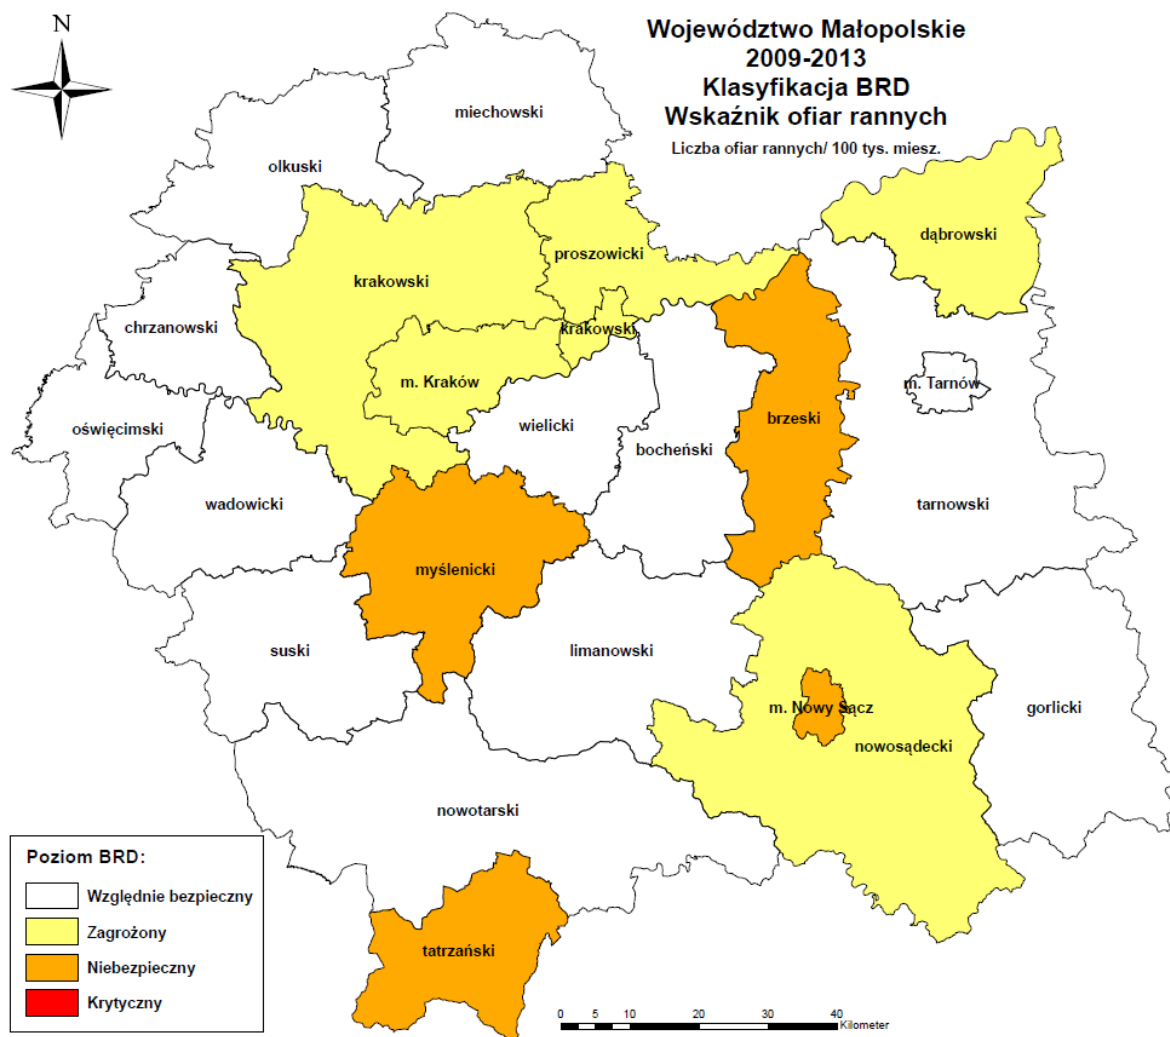 N
Województwo Małopolskie
2009-2013
Klasyfikacja BRD
Wskaźnik ofiar rannych
Liczba ofiar rannych/ 100 tys. miesz.
miechowski
olkuski
dąbrowski
proszowicki
krakowski
chrzanowski
krakowski
m. Kraków
m. Tarnów
brzeski
wielicki
oświęcimski
bocheński
wadowicki
tarnowski
myślenicki
suski
limanowski
m. Nowy Sącz
gorlicki
nowosądecki
nowotarski
tatrzański
Poziom BRD:
Względnie bezpieczny
Zagrożony
Niebezpieczny
Krytyczny
0 5 10 20 30 40
Kilometer